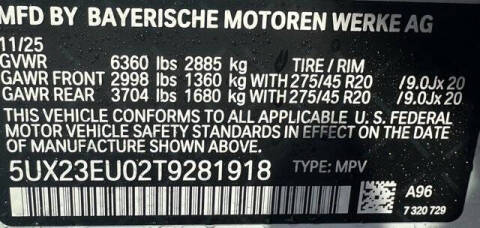 MFD BY BAYERISCHE MOTOREN WERKE AG
11/25
GVWR 6360 lbs 2885 kg TIRE / RIM
GAWR FRONT 2998 lbs 1360 kg WITH 275/45 R20 /9.0Jx 20
GAWR REAR 3704 lbs 1680 kg WITH 275/45 R20 /9.0Jx 20
THIS VEHICLE CONFORMS TO ALL APPLICABLE U. S. FEDERAL
MOTOR VEHICLE SAFETY STANDARDS IN EFFECT ON THE DATE
OF MANUFACTURE SHOWN ABOVE.
5UX23EU02T9281918 TYPE: MPV
A96
7 320 729